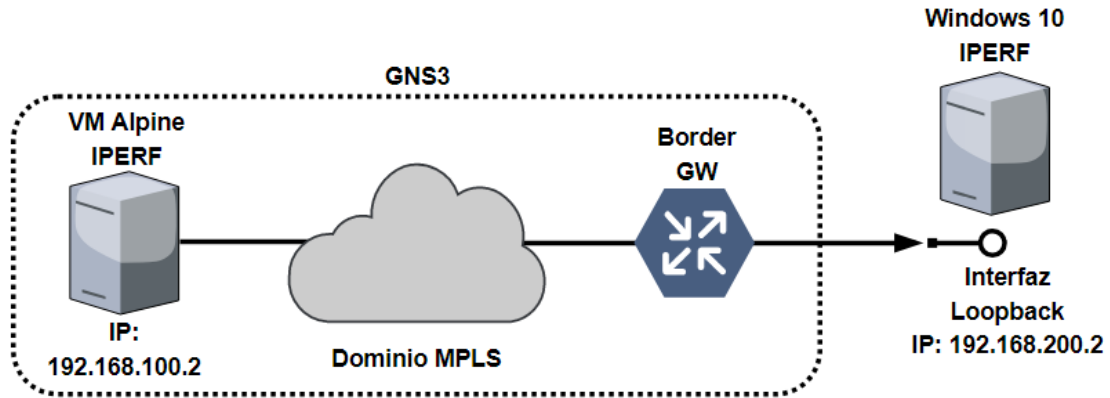 GNS3
VM Alpine
IPERF
IP:
192.168.100.2
Dominio MPLS
Border
GW
Windows 10
IPERF
Interfaz
Loopback
IP: 192.168.200.2